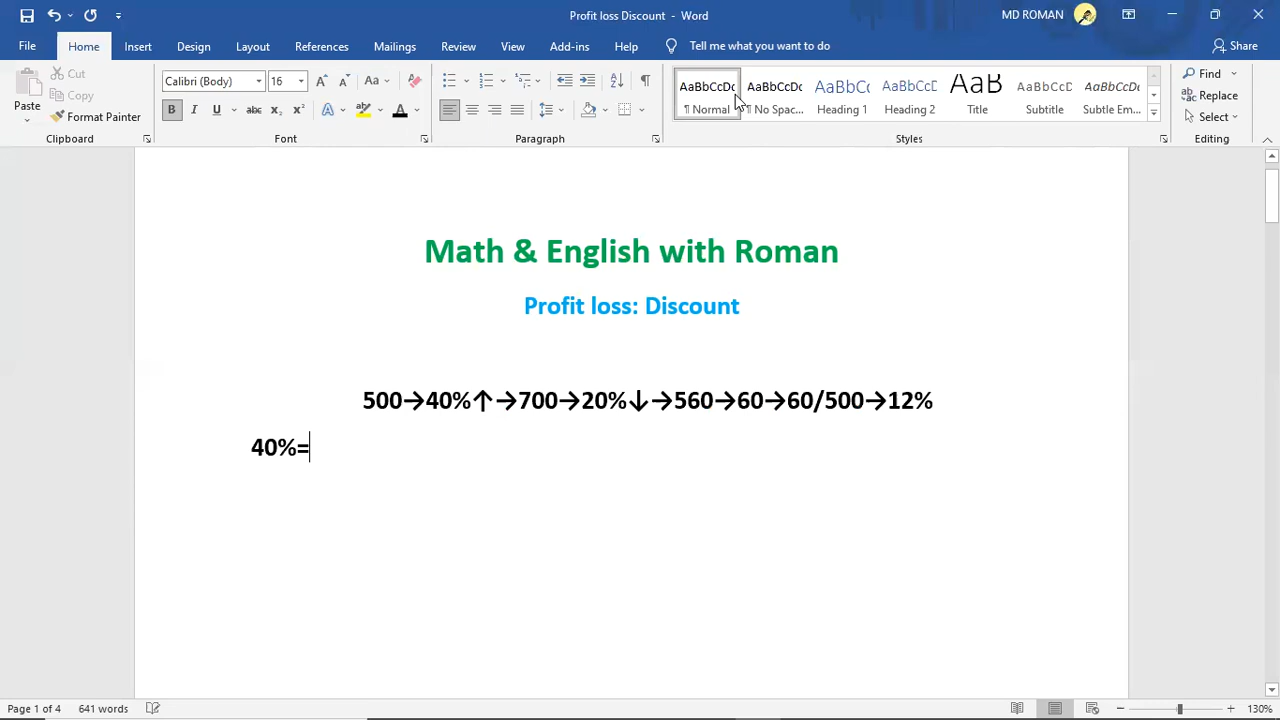 Profit loss Discount - Word
MD ROMAN
File Home Insert Design Layout References Mailings Review View Add-ins Help Tell me what you want to do Share
Paste
Cut
Copy
Format Painter
Clipboard
Calibri (Body) 16
Aa
B I U abc A A
Font
Paragraph
AaBbCcDc AaBbCcDc AaBbCc AaBbCcD AaB AaBbCcD AaBbCcD
¶ Normal ¶ No Spac... Heading 1 Heading 2 Title Subtitle Subtle Em...
Styles
Find
Replace
Select
Editing
Math & English with Roman
Profit loss: Discount
500→40%↑→700→20%↓→560→60→60/500→12%
40%=
Page 1 of 4 641 words 130%